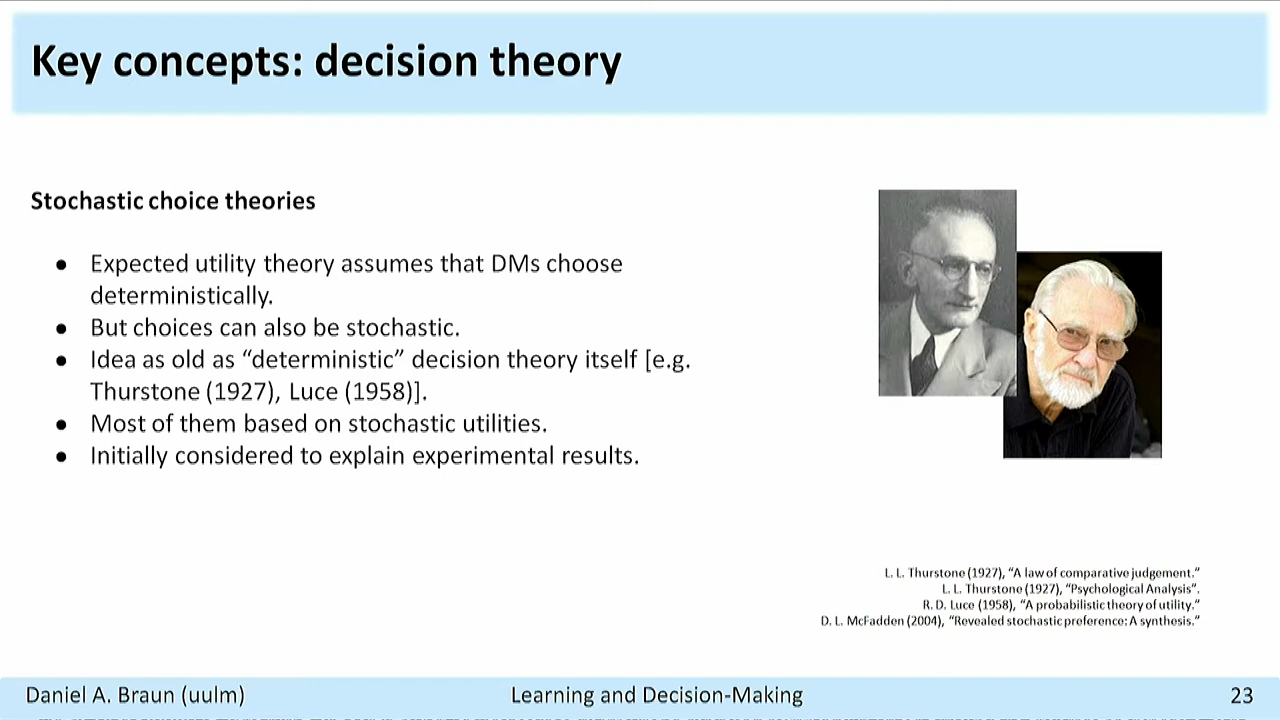 Key concepts: decision theory
Stochastic choice theories
● Expected utility theory assumes that DMs choose
deterministically.
● But choices can also be stochastic.
● Idea as old as “deterministic” decision theory itself [e.g.
Thurstone (1927), Luce (1958)].
● Most of them based on stochastic utilities.
● Initially considered to explain experimental results.
L. L. Thurstone (1927), “A law of comparative judgement.”
L. L. Thurstone (1927), “Psychological Analysis”.
R. D. Luce (1958), “A probabilistic theory of utility.”
D. L. McFadden (2004), “Revealed stochastic preference: A synthesis.”
Daniel A. Braun (uulm)
Learning and Decision-Making
23